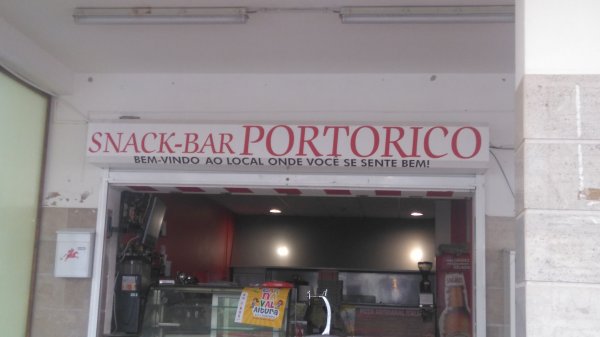 SNACK-BAR PORTORICO
BEM-VINDO AO LOCAL ONDE VOCÊ SE SENTE BEM!